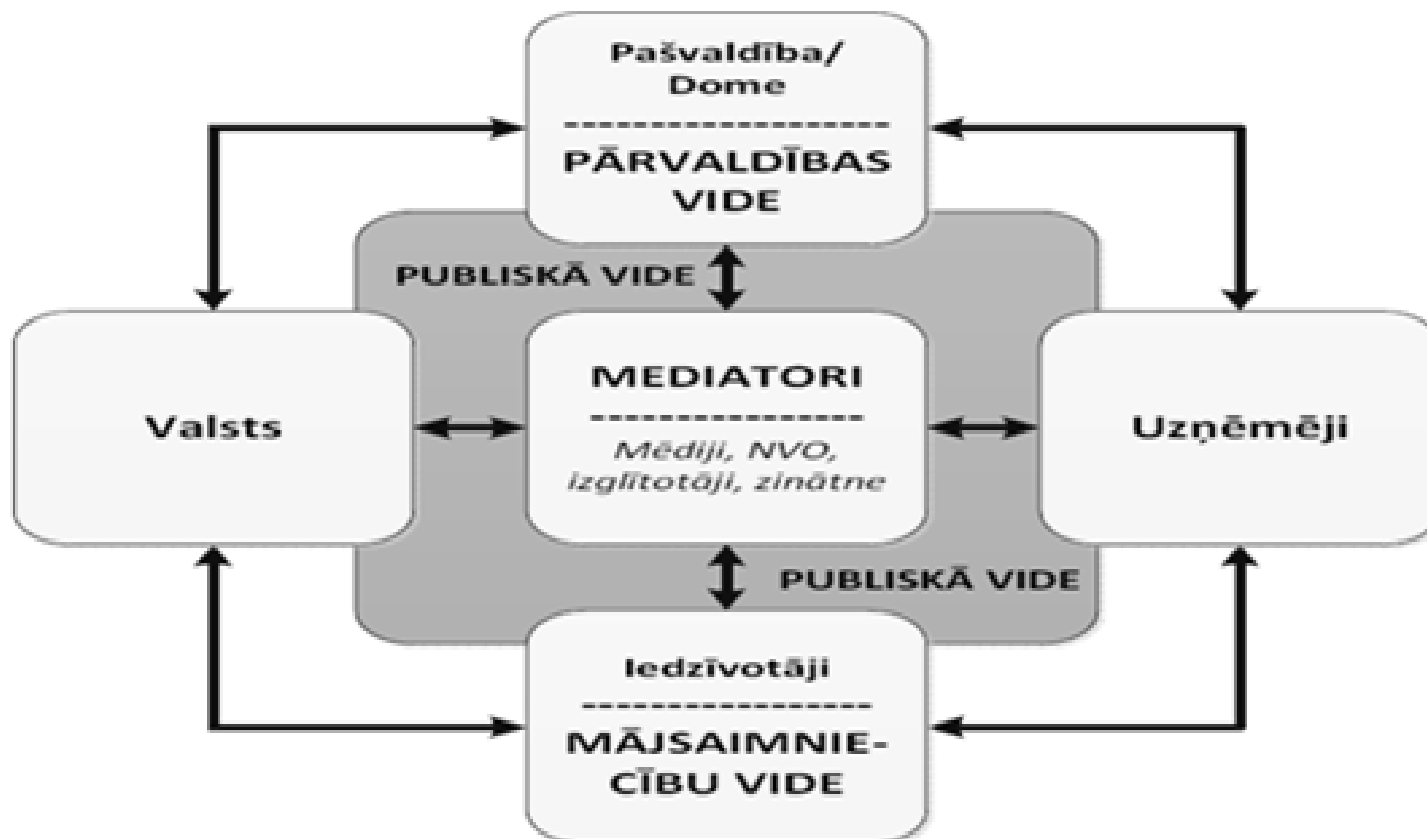 Pašvaldība/
Dome
--------------------
PĀRVALDĪBAS
VIDE
PUBLISKĀ VIDE
Valsts
MEDIATORI
----------------
Mēdiji, NVO,
izglītotāji, zinātne
Uzņēmēji
PUBLISKĀ VIDE
Iedzīvotāji
------------------
MĀJSAIMNIE-
CĪBU VIDE